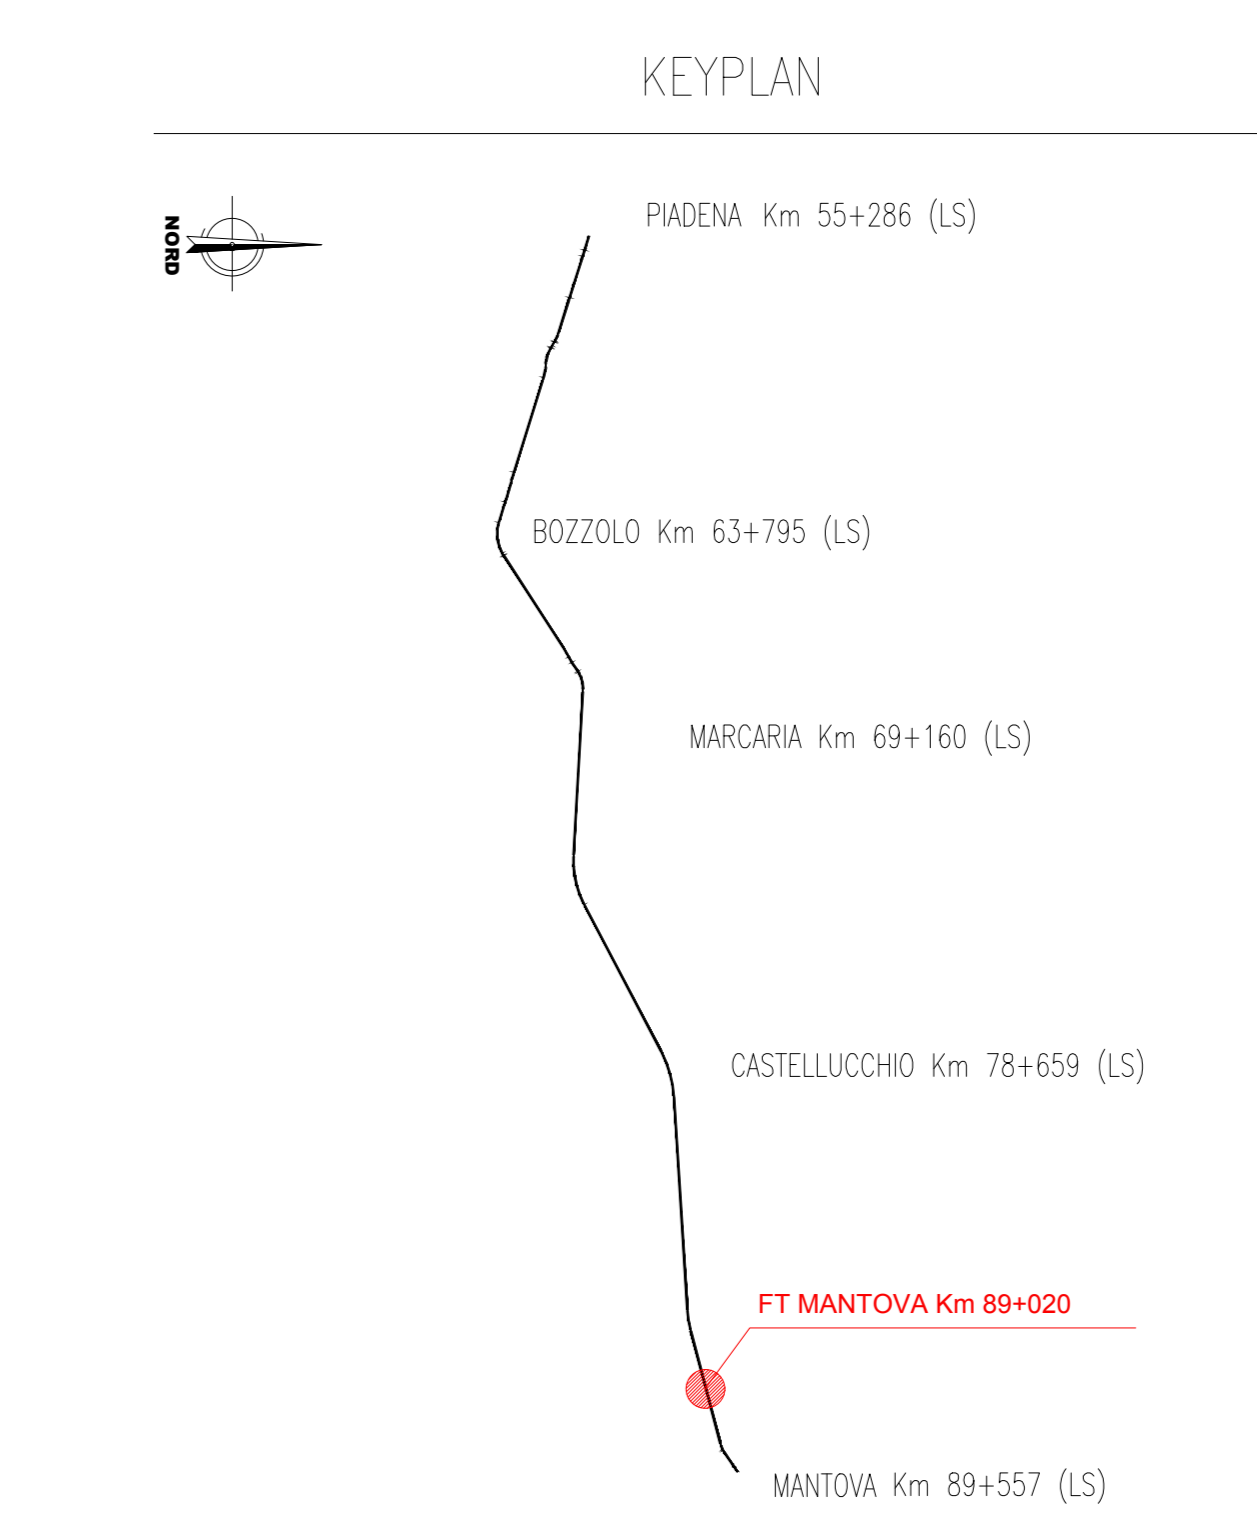 KEYPLAN
NORD
PIADENA Km 55+286 (LS)
BOZZOLO Km 63+795 (LS)
MARCARIA Km 69+160 (LS)
CASTELLUCCHIO Km 78+659 (LS)
FT MANTOVA Km 89+020
MANTOVA Km 89+557 (LS)